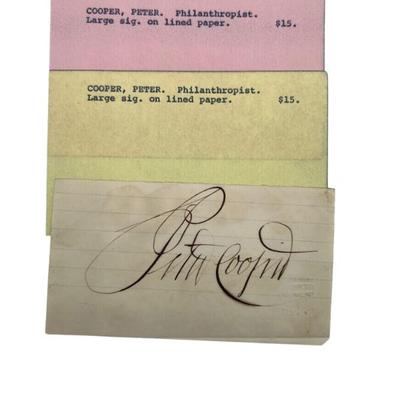 COOPER, PETER. Philanthropist.
Large sig. on lined paper. $15.
COOPER, PETER. Philanthropist.
Large sig. on lined paper. $15.
Peter Cooper